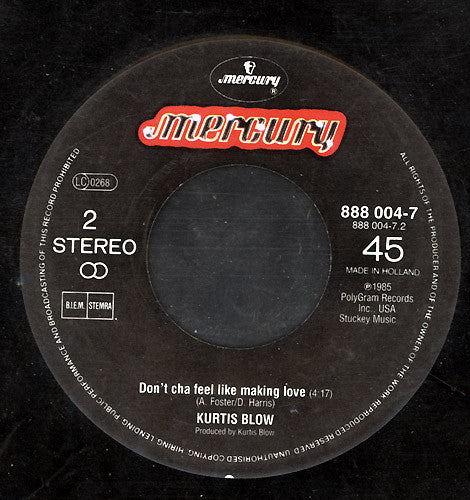 mercury ®
mercury
LC 0268
2
STEREO
B.I.E.M. STEMRA
888 004-7
888 004-7.2
45
MADE IN HOLLAND
℗1985
PolyGram Records
Inc., USA
Stuckey Music
Don't cha feel like making love (4:17)
(A. Foster/D. Harris)
KURTIS BLOW
Produced by Kurtis Blow
ALL RIGHTS OF THE PRODUCER AND OF THE OWNER OF THE WORK REPRODUCED RESERVED UNAUTHORISED COPYING HIRING LENDING PUBLIC PERFORMANCE AND BROADCASTING OF THIS RECORD PROHIBITED